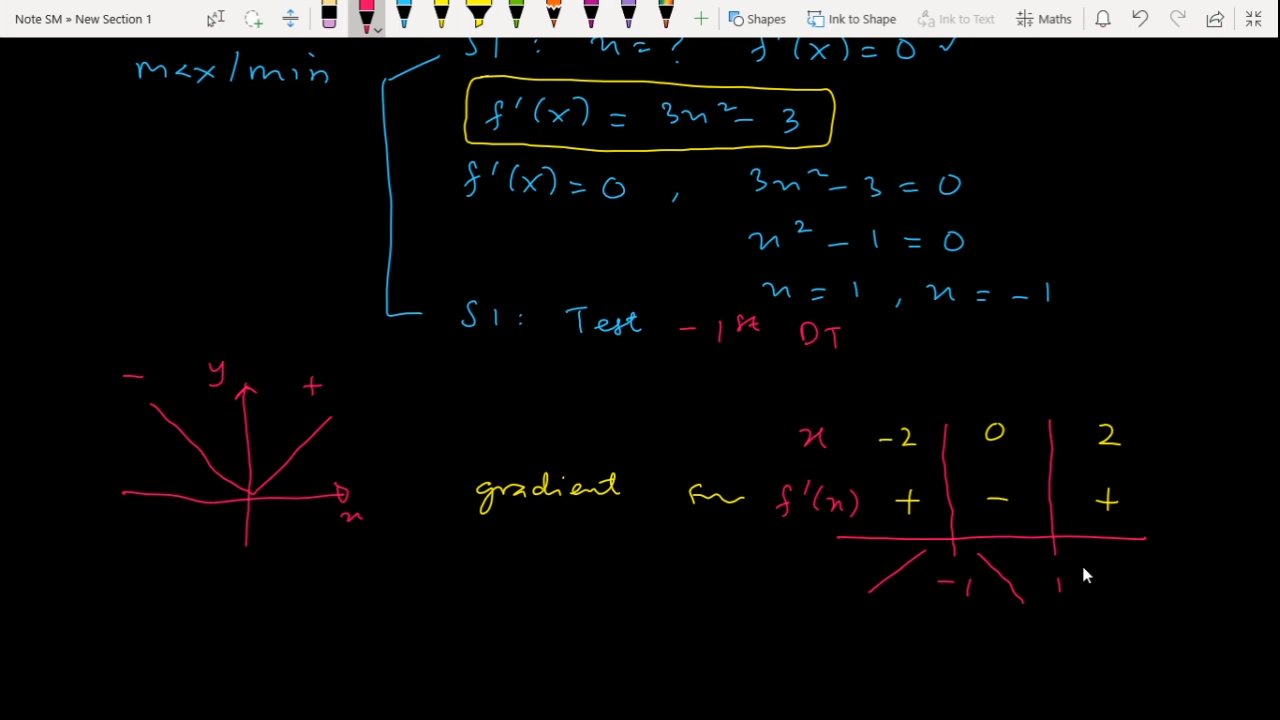 Note SM » New Section 1
Shapes
Ink to Shape
Ink to Text
Maths
max/min
S1 : x = ? f'(x) = 0 ✓
f'(x) = 3x² - 3
f'(x) = 0 , 3x² - 3 = 0
x² - 1 = 0
x = 1 , x = -1
S1 : Test - 1st DT
- y +
x
x -2 0 2
gradient f'(x) + - +
-1 1